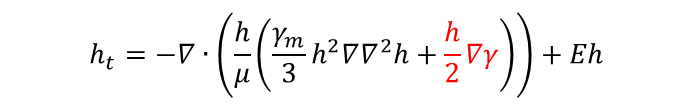 h_t = −∇ · (h/μ (γ_m/3 h²∇∇²h + h/2 ∇γ)) + Eh